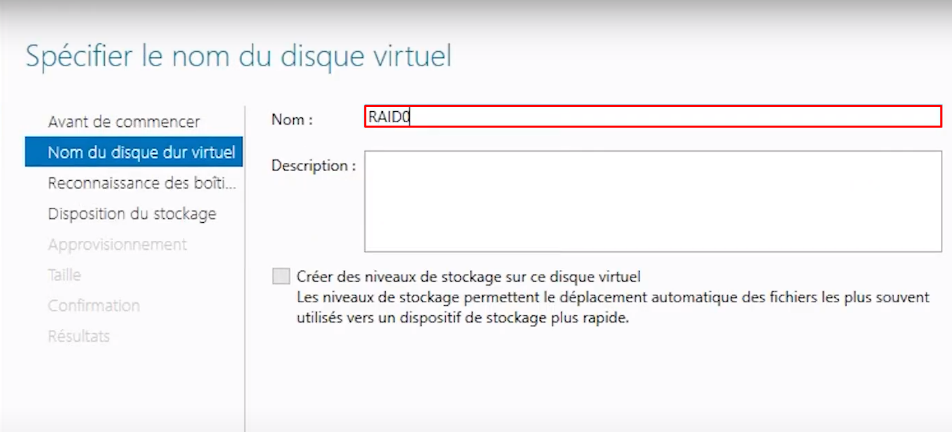 Spécifier le nom du disque virtuel
Avant de commencer
Nom du disque dur virtuel
Reconnaissance des boîti...
Disposition du stockage
Approvisionnement
Taille
Confirmation
Résultats
Nom :
RAID0
Description :
Créer des niveaux de stockage sur ce disque virtuel
Les niveaux de stockage permettent le déplacement automatique des fichiers les plus souvent
utilisés vers un dispositif de stockage plus rapide.